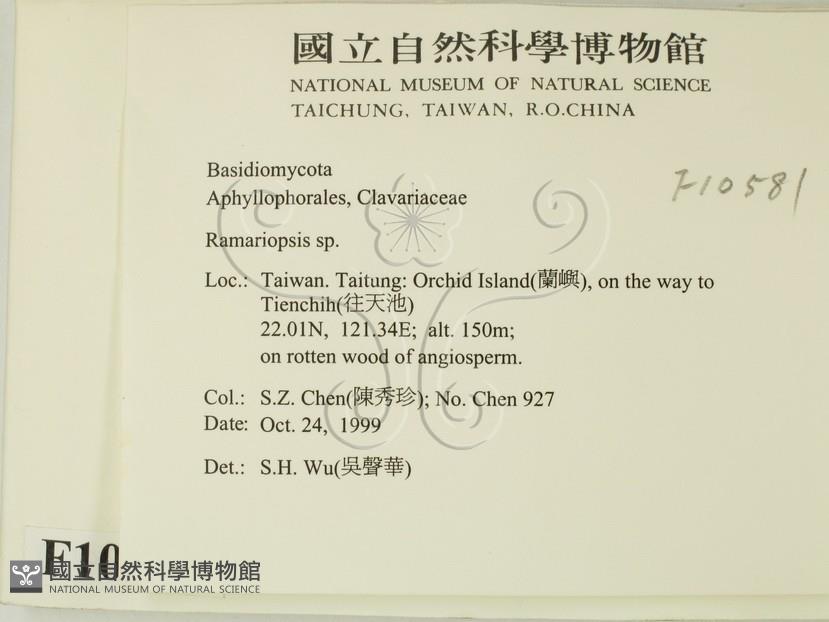 國立自然科學博物館
NATIONAL MUSEUM OF NATURAL SCIENCE
TAICHUNG, TAIWAN, R.O.CHINA
F10581
Basidiomycota
Aphyllophorales, Clavariaceae
Ramariopsis sp.
Loc.: Taiwan. Taitung: Orchid Island(蘭嶼), on the way to
Tienchih(往天池)
22.01N, 121.34E; alt. 150m;
on rotten wood of angiosperm.
Col.: S.Z. Chen(陳秀珍); No. Chen 927
Date: Oct. 24, 1999
Det.: S.H. Wu(吳聲華)
F10
國立自然科學博物館
NATIONAL MUSEUM OF NATURAL SCIENCE